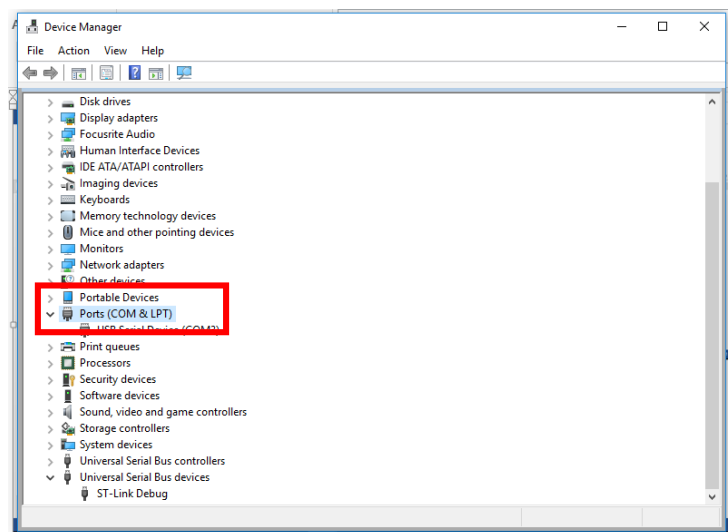 Device Manager
File Action View Help
Disk drives
Display adapters
Focusrite Audio
Human Interface Devices
IDE ATA/ATAPI controllers
Imaging devices
Keyboards
Memory technology devices
Mice and other pointing devices
Monitors
Network adapters
Other devices
Portable Devices
Ports (COM & LPT)
USB Serial Device
Print queues
Processors
Security devices
Software devices
Sound, video and game controllers
Storage controllers
System devices
Universal Serial Bus controllers
Universal Serial Bus devices
ST-Link Debug